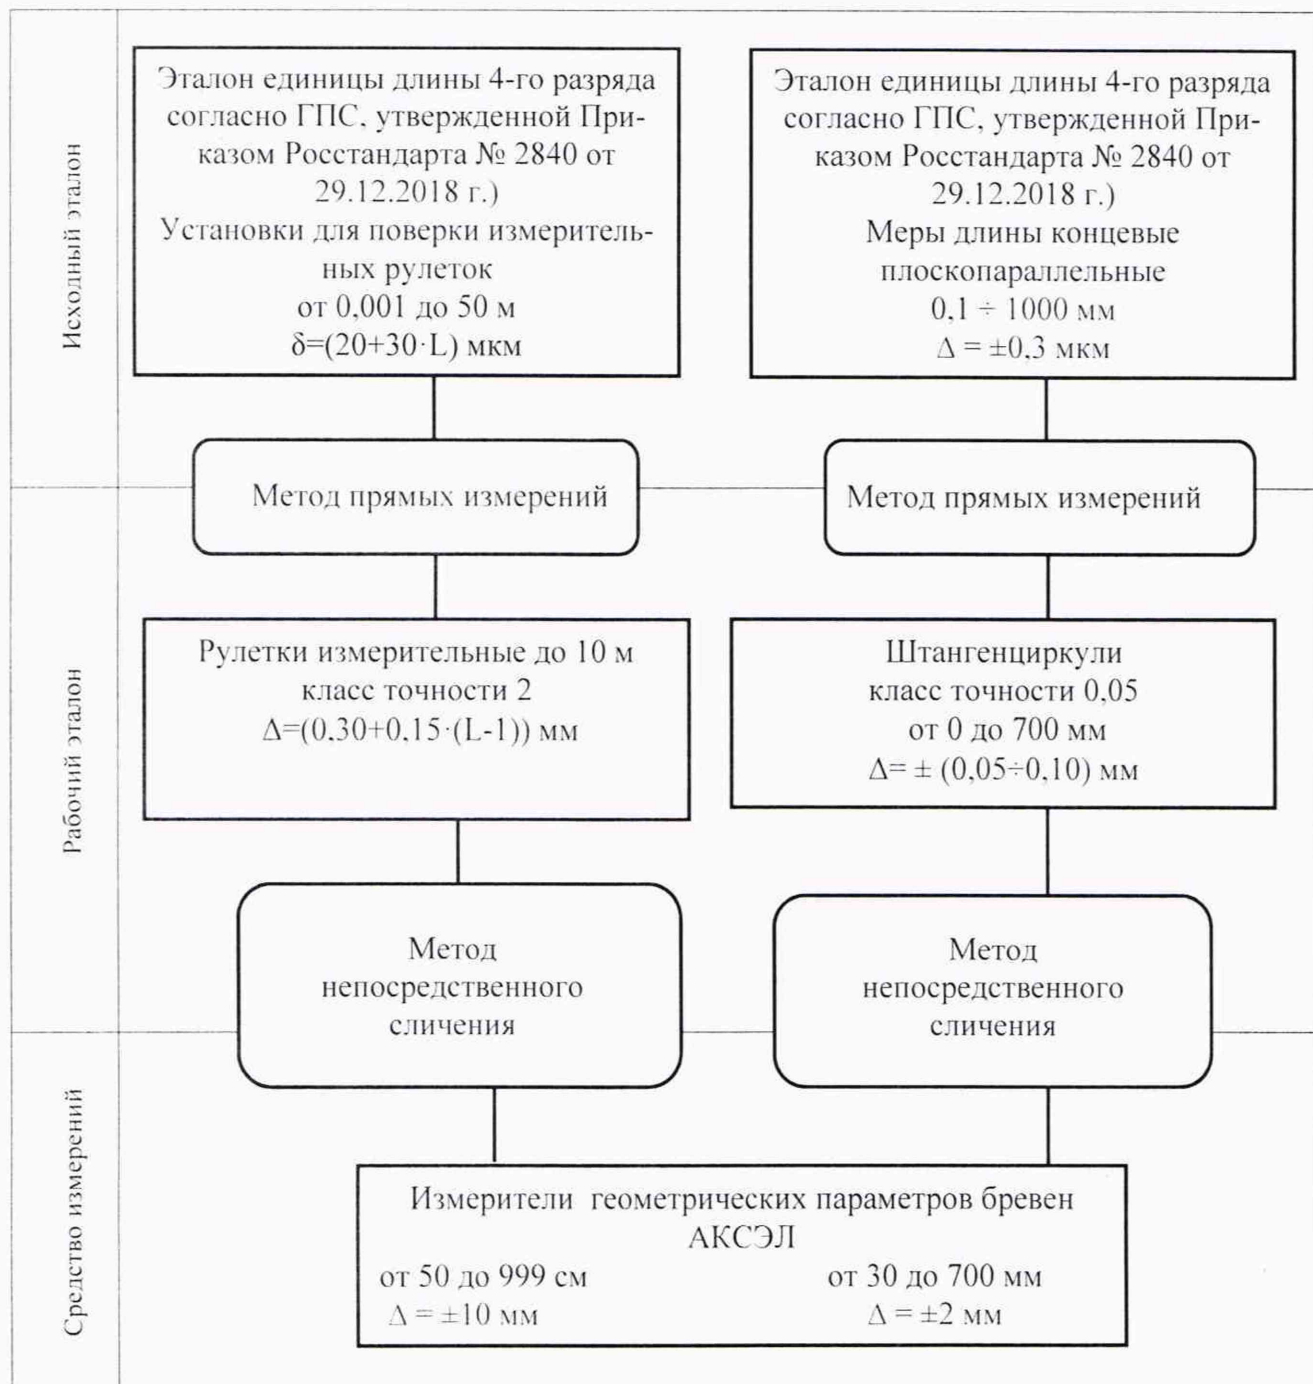 Исходный эталон
Эталон единицы длины 4-го разряда
согласно ГПС, утвержденной При-
казом Росстандарта № 2840 от
29.12.2018 г.)
Установки для поверки измеритель-
ных рулеток
от 0,001 до 50 м
δ=(20+30·L) мкм
Эталон единицы длины 4-го разряда
согласно ГПС, утвержденной При-
казом Росстандарта № 2840 от
29.12.2018 г.)
Меры длины концевые
плоскопараллельные
0,1 ÷ 1000 мм
Δ = ±0,3 мкм
Метод прямых измерений
Метод прямых измерений
Рабочий эталон
Рулетки измерительные до 10 м
класс точности 2
Δ=(0,30+0,15·(L-1)) мм
Штангенциркули
класс точности 0,05
от 0 до 700 мм
Δ= ± (0,05÷0,10) мм
Метод
непосредственного
сличения
Метод
непосредственного
сличения
Средство измерений
Измерители геометрических параметров бревен
АКСЭЛ
от 50 до 999 см
Δ = ±10 мм
от 30 до 700 мм
Δ = ±2 мм